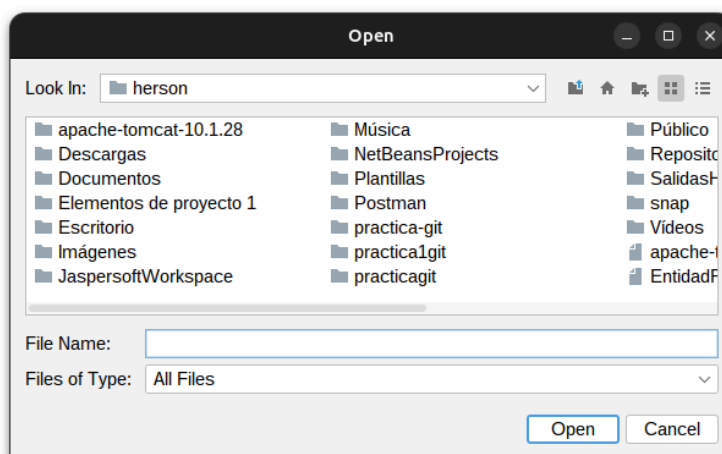 Open
Look In: herson
apache-tomcat-10.1.28 Música Público
Descargas NetBeansProjects
Documentos Plantillas
Elementos de proyecto 1 Postman snap
Escritorio practica-git Vídeos
Imágenes practica1git
JaspersoftWorkspace practicagit
File Name:
Files of Type: All Files
Open Cancel